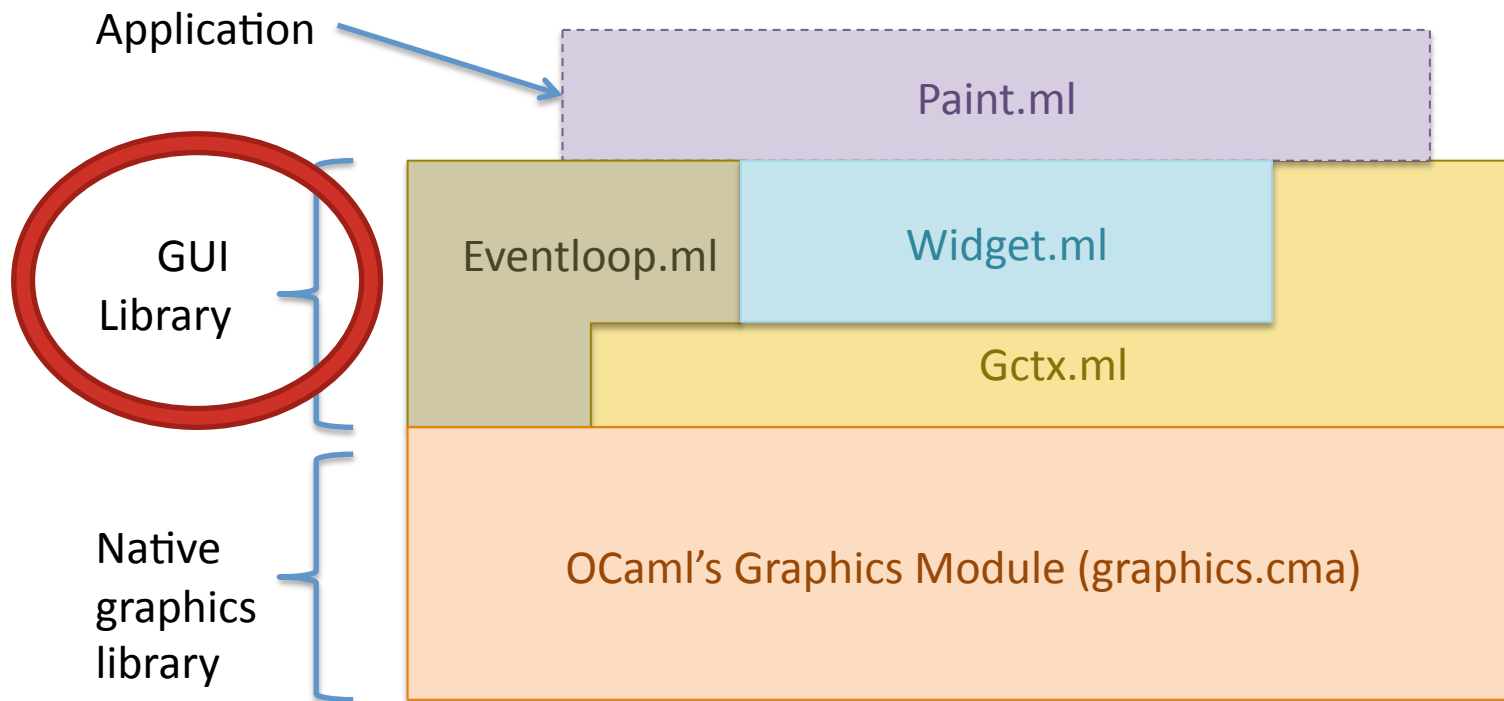 Application
Paint.ml
GUI
Library
Eventloop.ml
Widget.ml
Gctx.ml
Native
graphics
library
OCaml’s Graphics Module (graphics.cma)